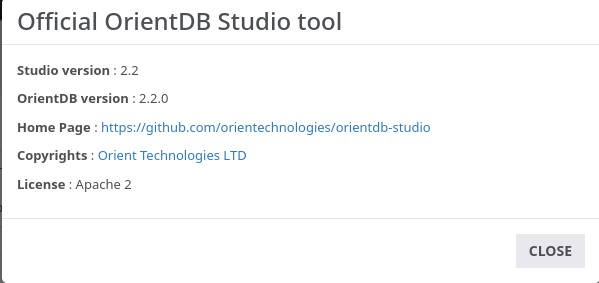 Official OrientDB Studio tool
Studio version : 2.2
OrientDB version : 2.2.0
Home Page : https://github.com/orientechnologies/orientdb-studio
Copyrights : Orient Technologies LTD
License : Apache 2
CLOSE